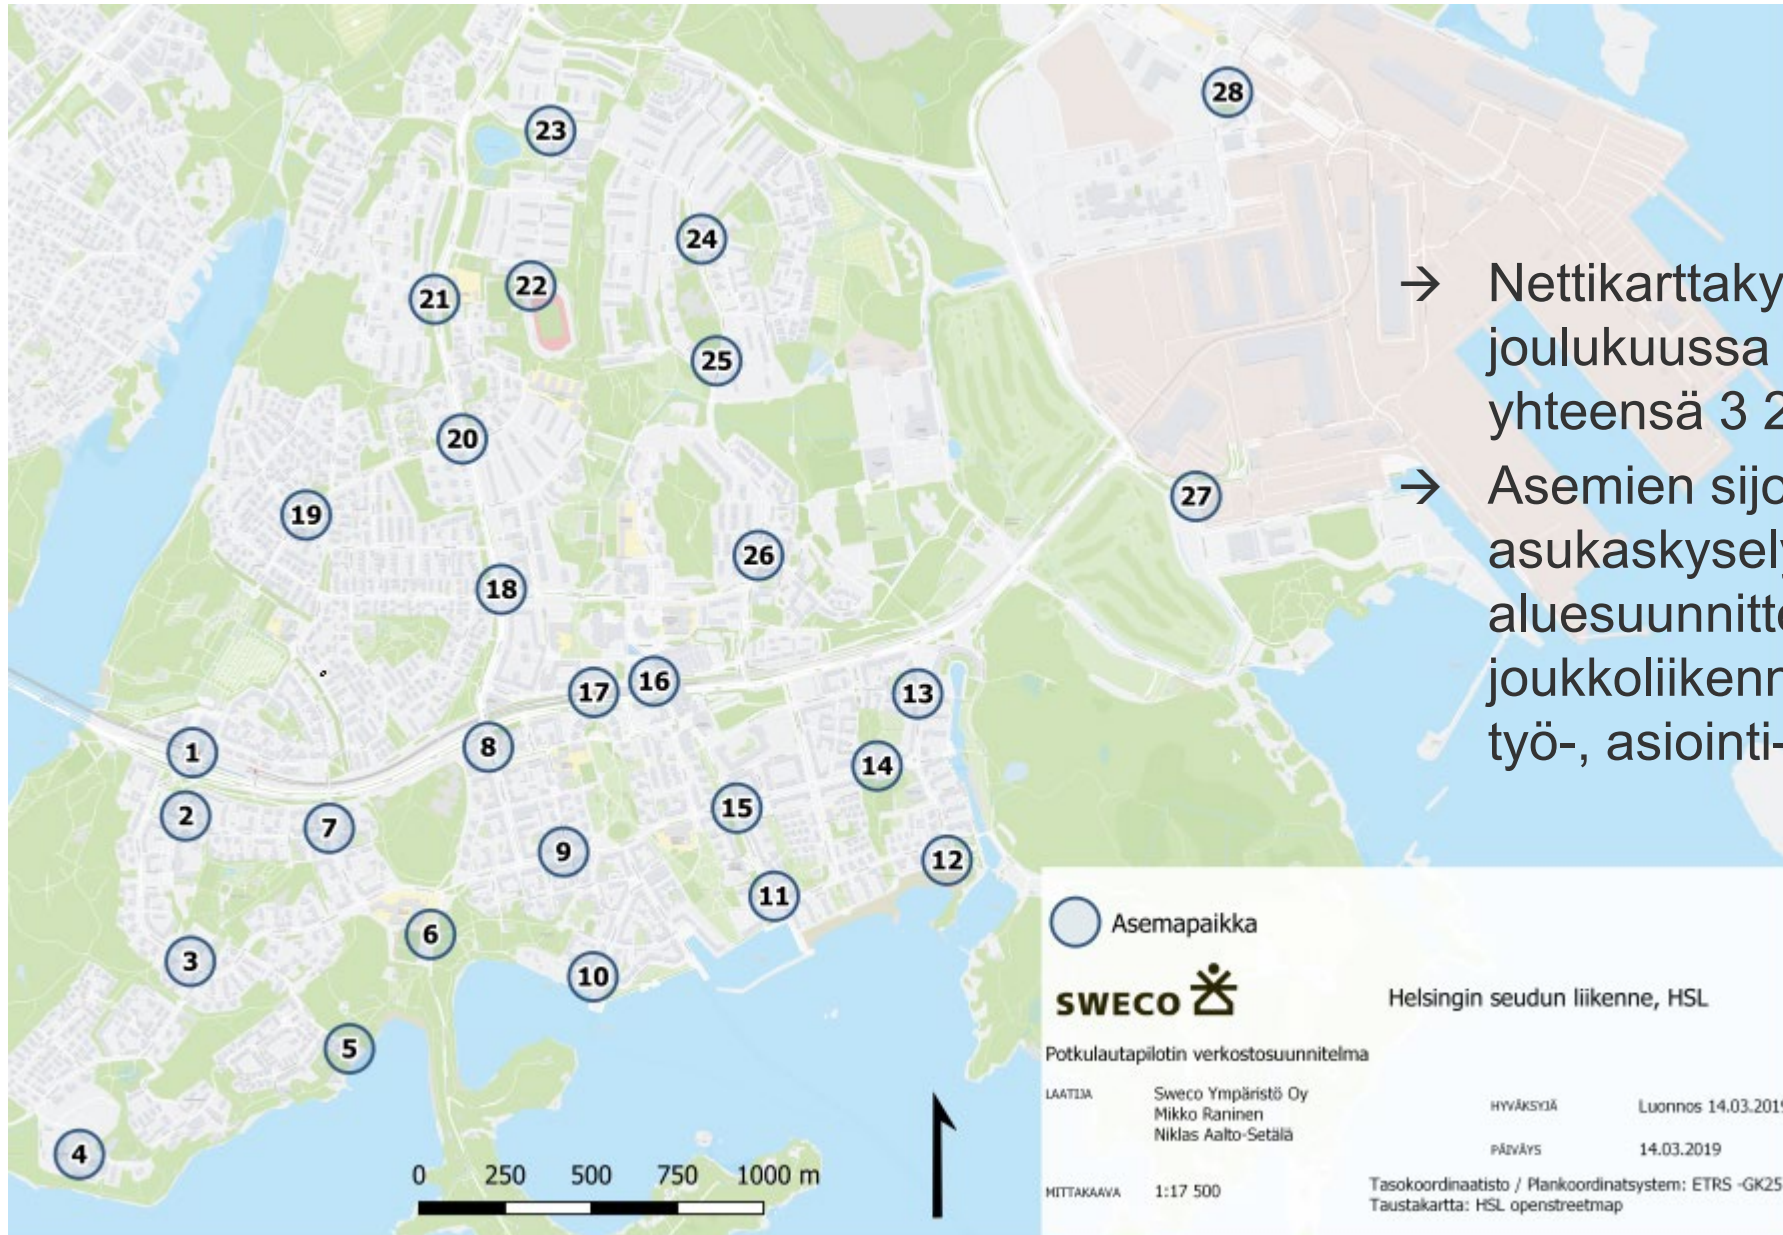 28
23
24
22
21
25
20
27
19
26
18
16
17
13
8
1
14
15
2
7
9
12
11
6
3
10
5
4
→ Nettikarttaky
joulukuussa
yhteensä 3 2
→ Asemien sijo
asukaskysely
aluesuunnitte
joukkoliikenn
työ-, asiointi-
Asemapaikka
SWECO
Helsingin seudun liikenne, HSL
Potkulautapilotin verkostosuunnitelma
LAATIJA Sweco Ympäristö Oy
Mikko Raninen
Niklas Aalto-Setälä
HYVÄKSYJÄ Luonnos 14.03.2019
PÄIVÄYS 14.03.2019
MITTAKAAVA 1:17 500
Tasokoordinaatisto / Plankoordinatsystem: ETRS -GK25
Taustakartta: HSL openstreetmap
0 250 500 750 1000 m